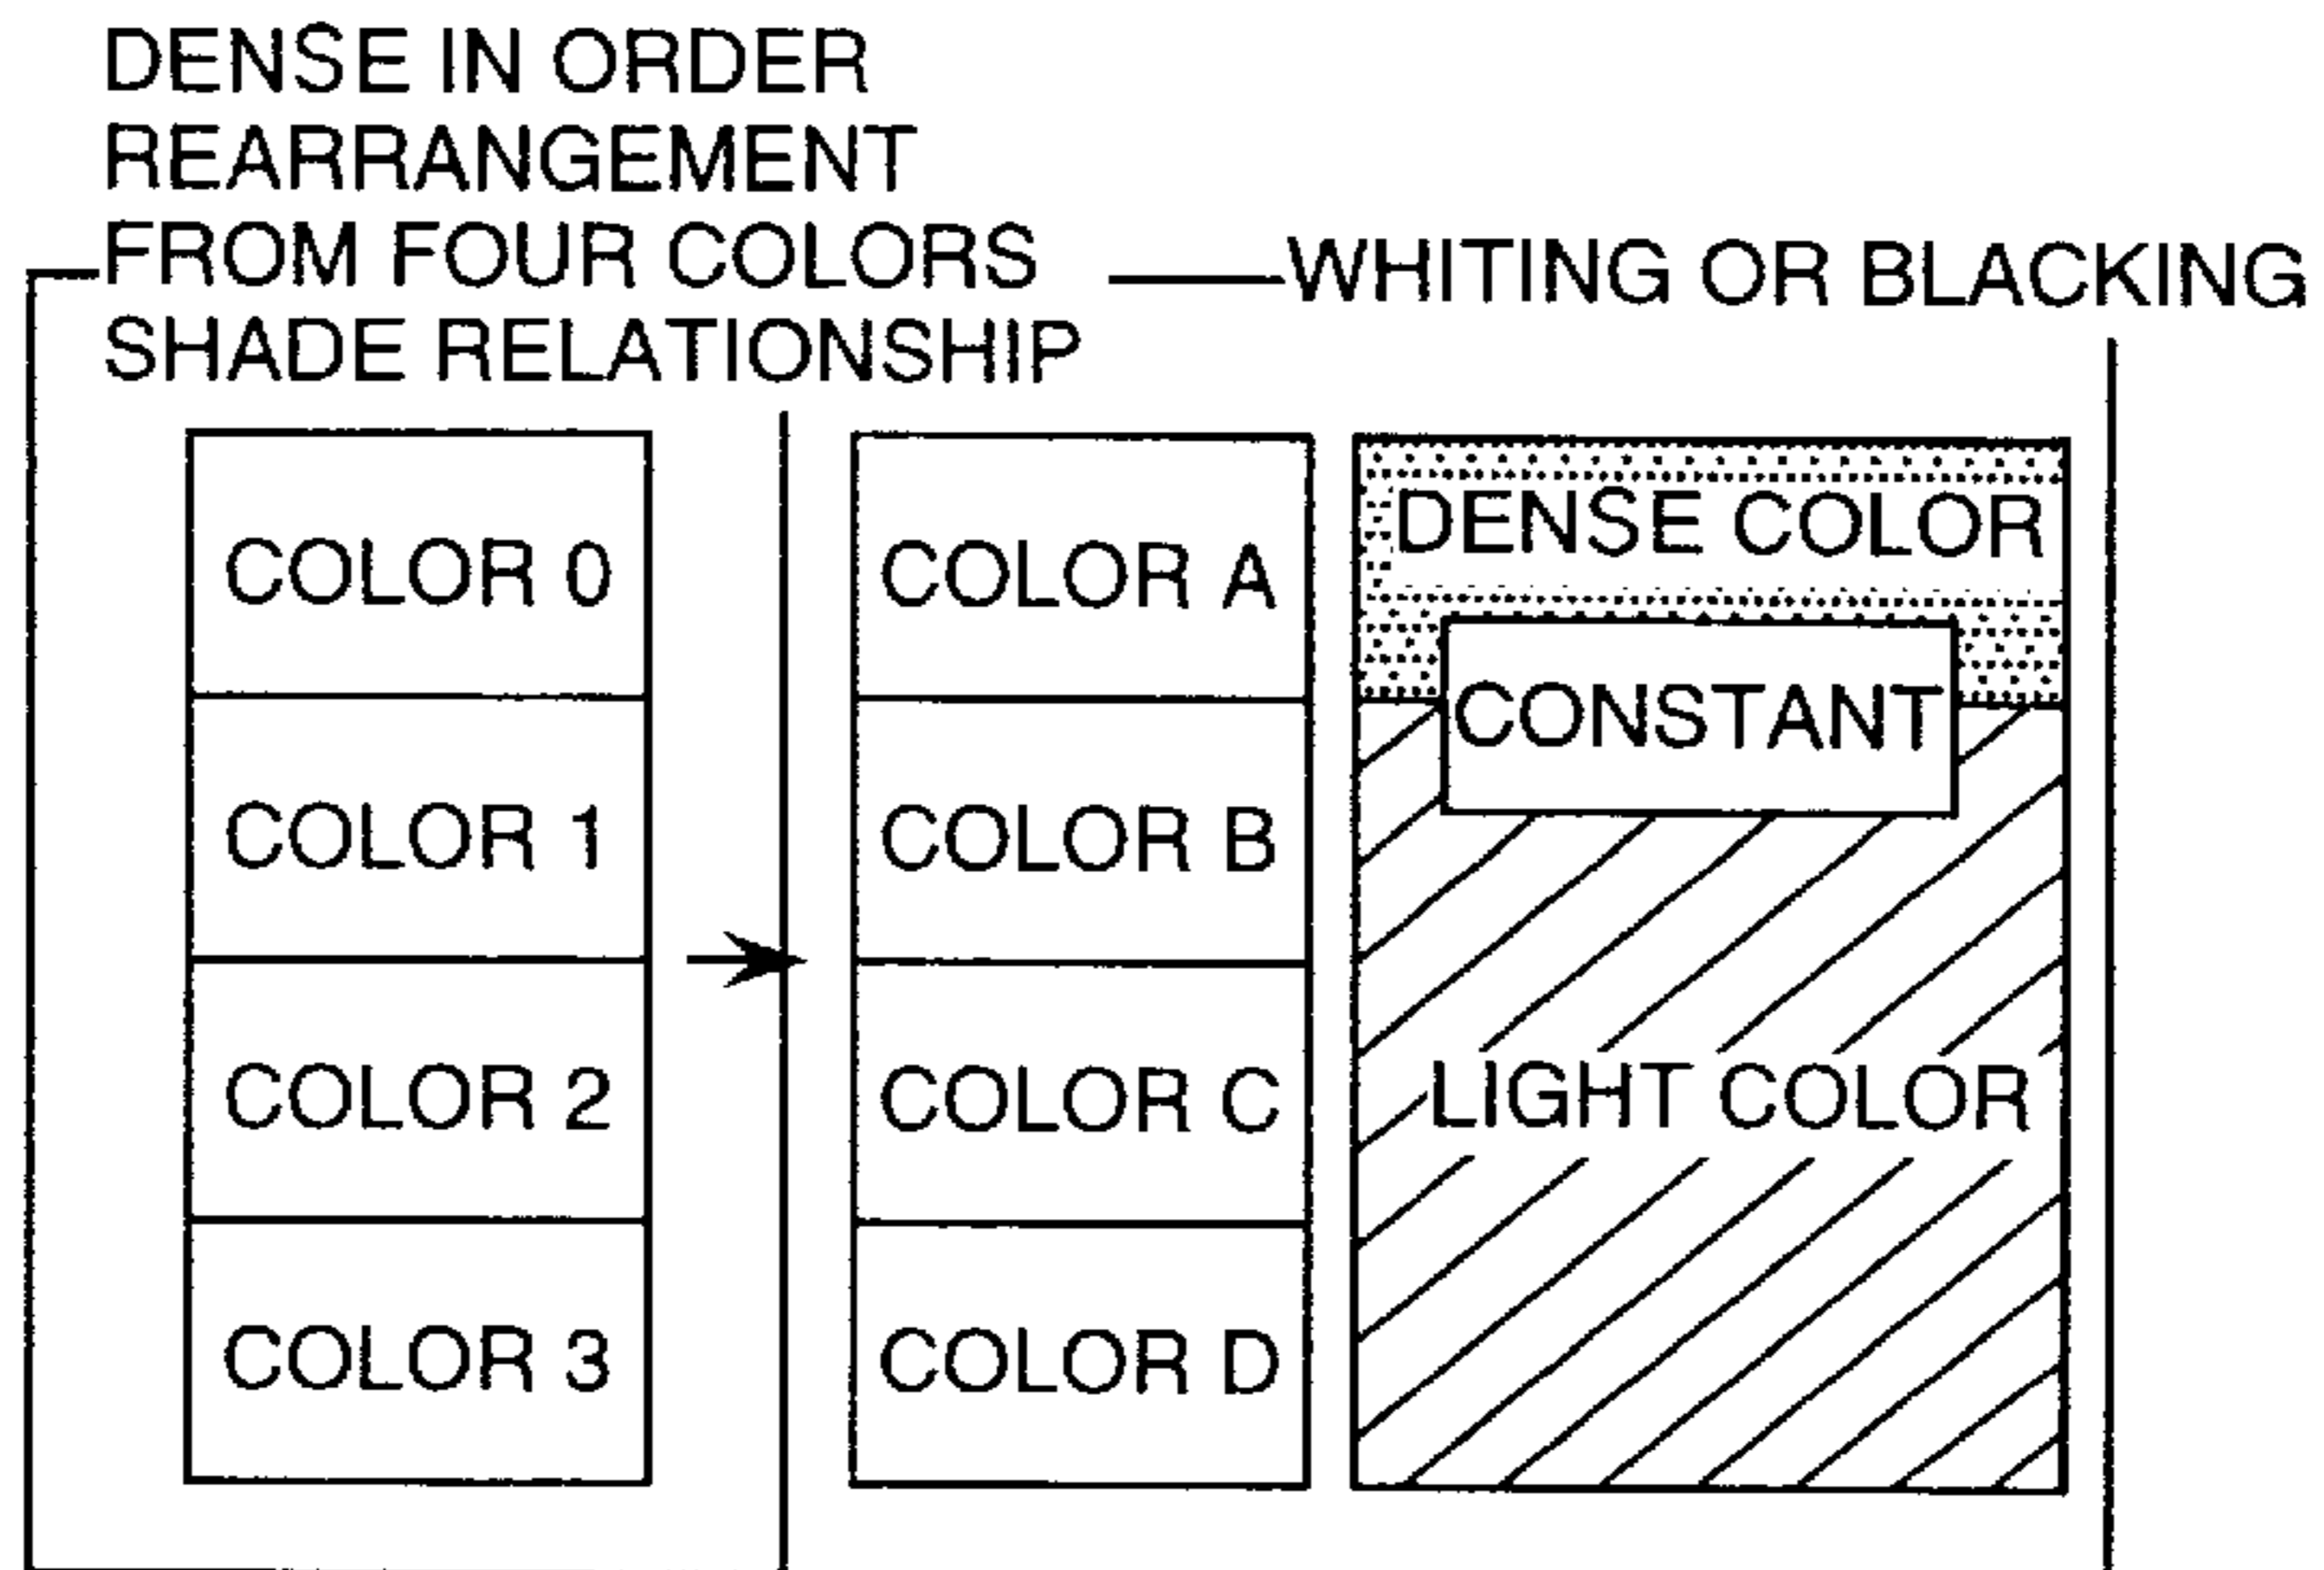 DENSE IN ORDER
REARRANGEMENT
FROM FOUR COLORS
SHADE RELATIONSHIP
WHITING OR BLACKING
COLOR 0
COLOR 1
COLOR 2
COLOR 3
COLOR A
COLOR B
COLOR C
COLOR D
DENSE COLOR
CONSTANT
LIGHT COLOR